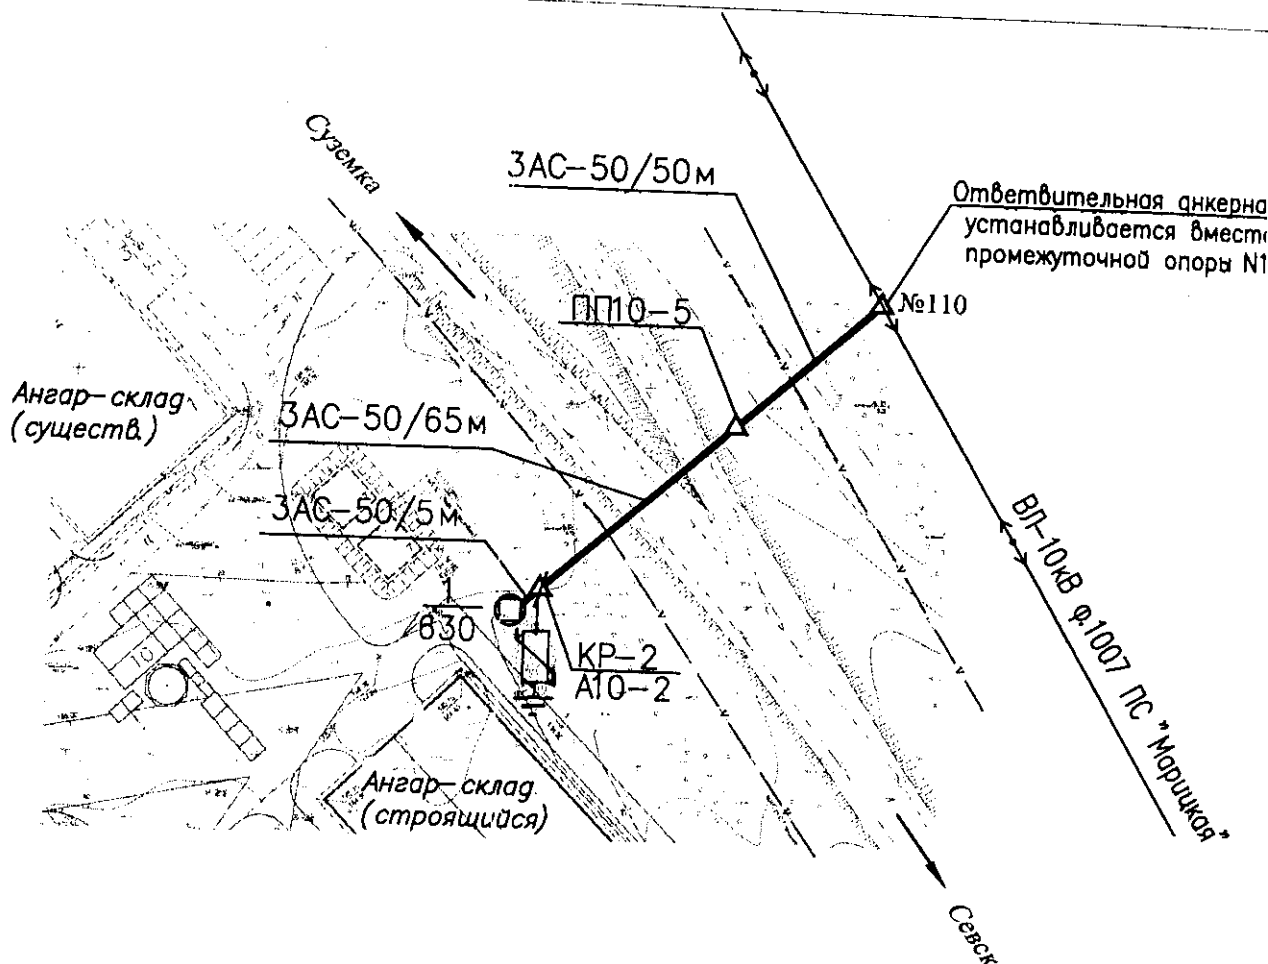 Суземка
3АС-50/50м
Ответвительная анкерна
устанавливается вмест
промежуточной опоры N1
№110
ПП10-5
Ангар-склад
(существ.)
3АС-50/65м
3АС-50/5м
1
630
КР-2
А10-2
10
ВЛ-10кВ ф.1007 ПС "Марицкая"
Ангар-склад
(строящийся)
Севск